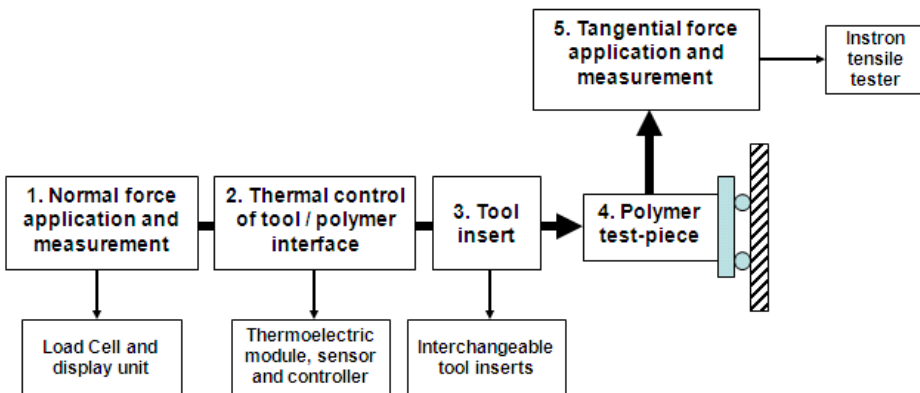 5. Tangential force
application and
measurement
Instron
tensile
tester
1. Normal force
application and
measurement
2. Thermal control
of tool / polymer
interface
3. Tool
insert
4. Polymer
test-piece
Load Cell and
display unit
Thermoelectric
module, sensor
and controller
Interchangeable
tool inserts